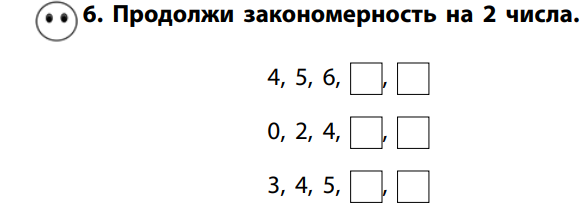 6. Продолжи закономерность на 2 числа.
4, 5, 6, , 
0, 2, 4, , 
3, 4, 5, ,